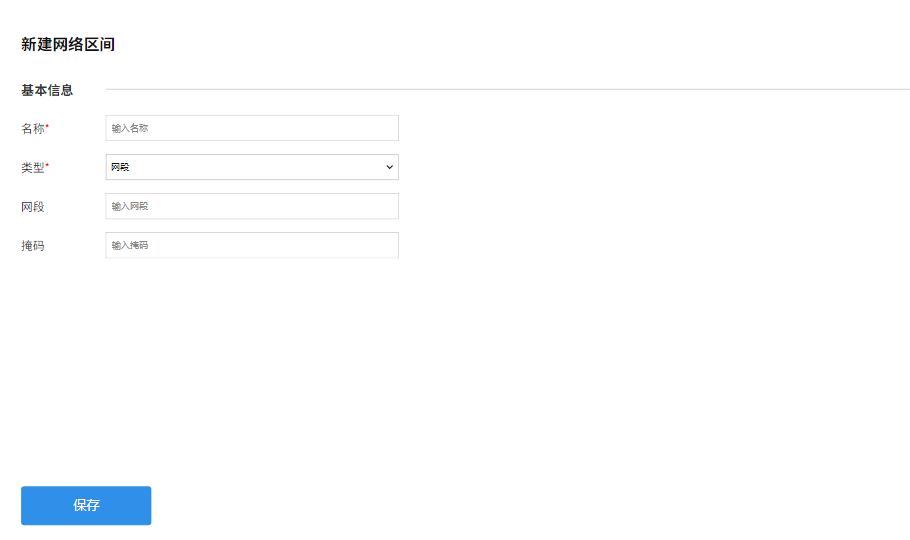 新建网络区间
基本信息
名称* 输入名称
类型* 网段
网段 输入网段
掩码 输入掩码
保存